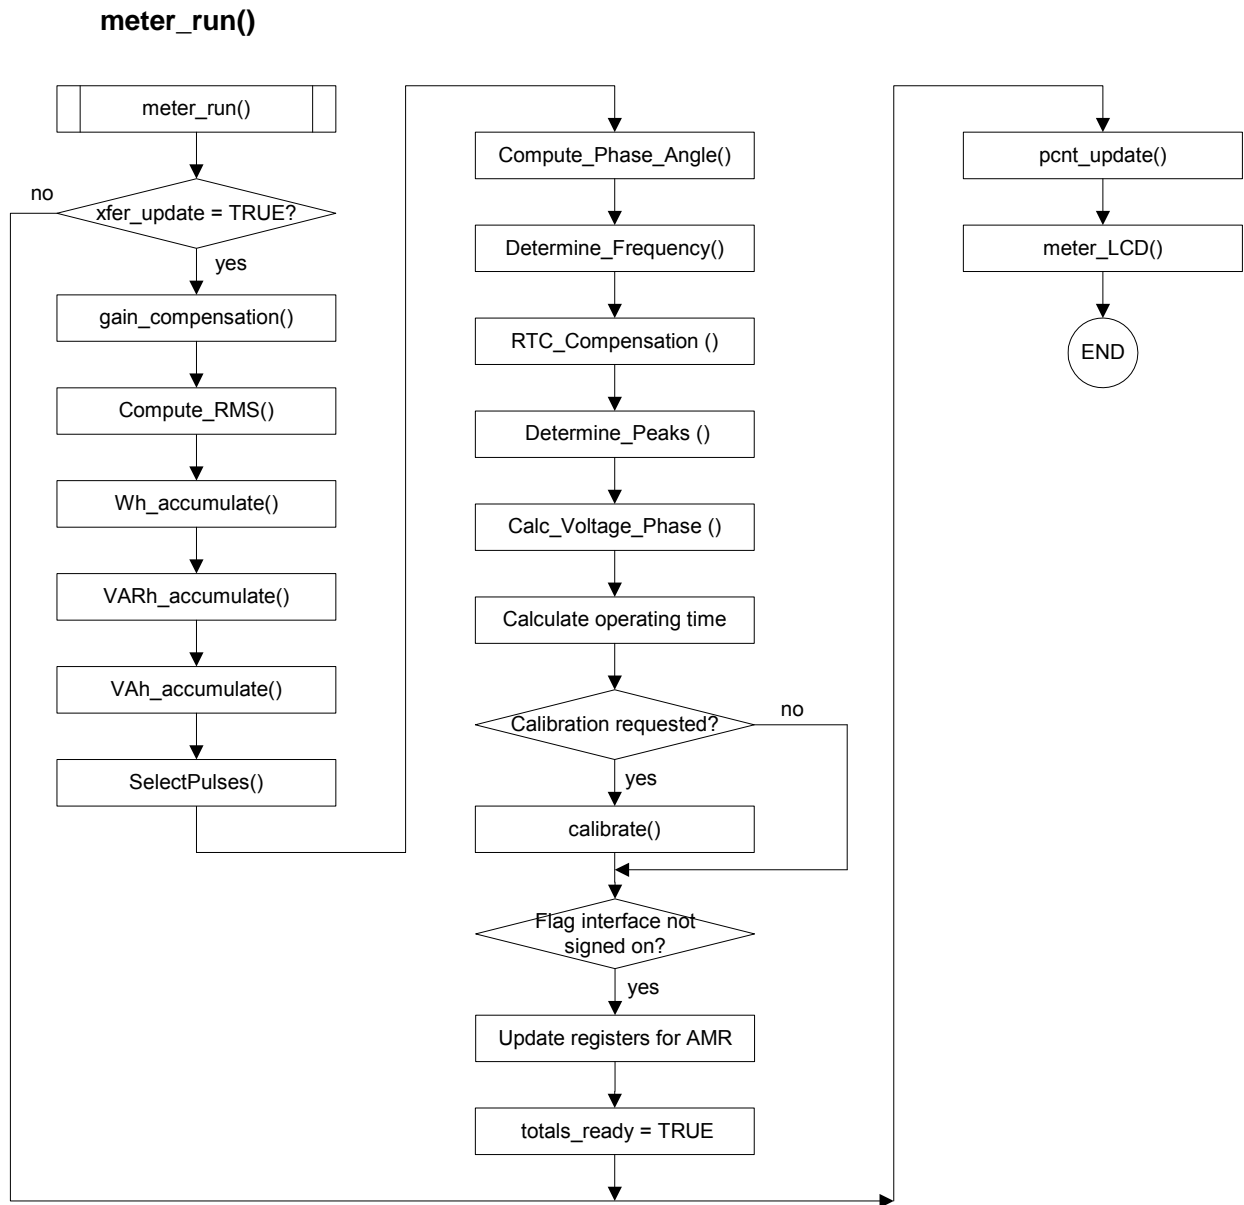 meter_run()
meter_run()
no
xfer_update = TRUE?
yes
gain_compensation()
Compute_RMS()
Wh_accumulate()
VARh_accumulate()
VAh_accumulate()
SelectPulses()
Compute_Phase_Angle()
Determine_Frequency()
RTC_Compensation ()
Determine_Peaks ()
Calc_Voltage_Phase ()
Calculate operating time
Calibration requested?
no
yes
calibrate()
Flag interface not
signed on?
yes
Update registers for AMR
totals_ready = TRUE
pcnt_update()
meter_LCD()
END